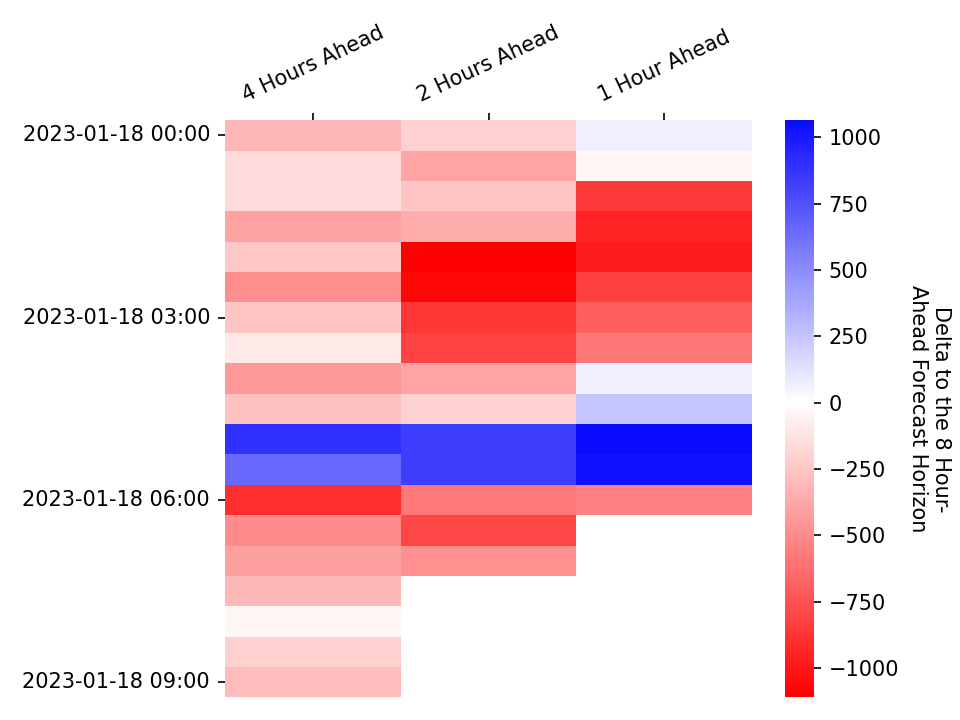 4 Hours Ahead
2 Hours Ahead
1 Hour Ahead
2023-01-18 00:00
2023-01-18 03:00
2023-01-18 06:00
2023-01-18 09:00
1000
750
500
250
0
−250
−500
−750
−1000
Delta to the 8 Hour-
Ahead Forecast Horizon